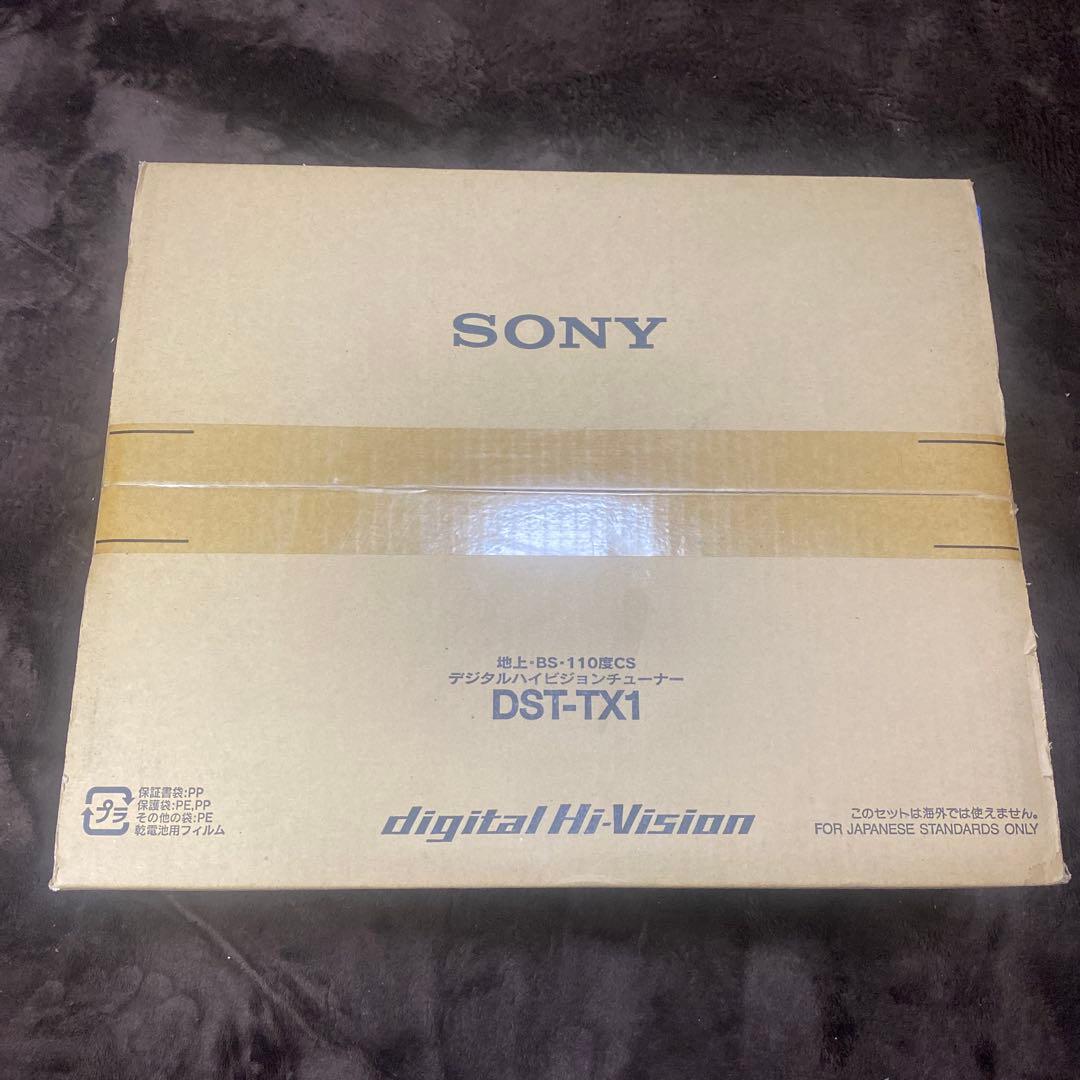 SONY
地上・BS・110度CS
デジタルハイビジョンチューナー
DST-TX1
プラ
保証書袋:PP
保護袋:PE,PP
その他の袋:PE
乾電池用フィルム
digital Hi-Vision
このセットは海外では使えません。
FOR JAPANESE STANDARDS ONLY